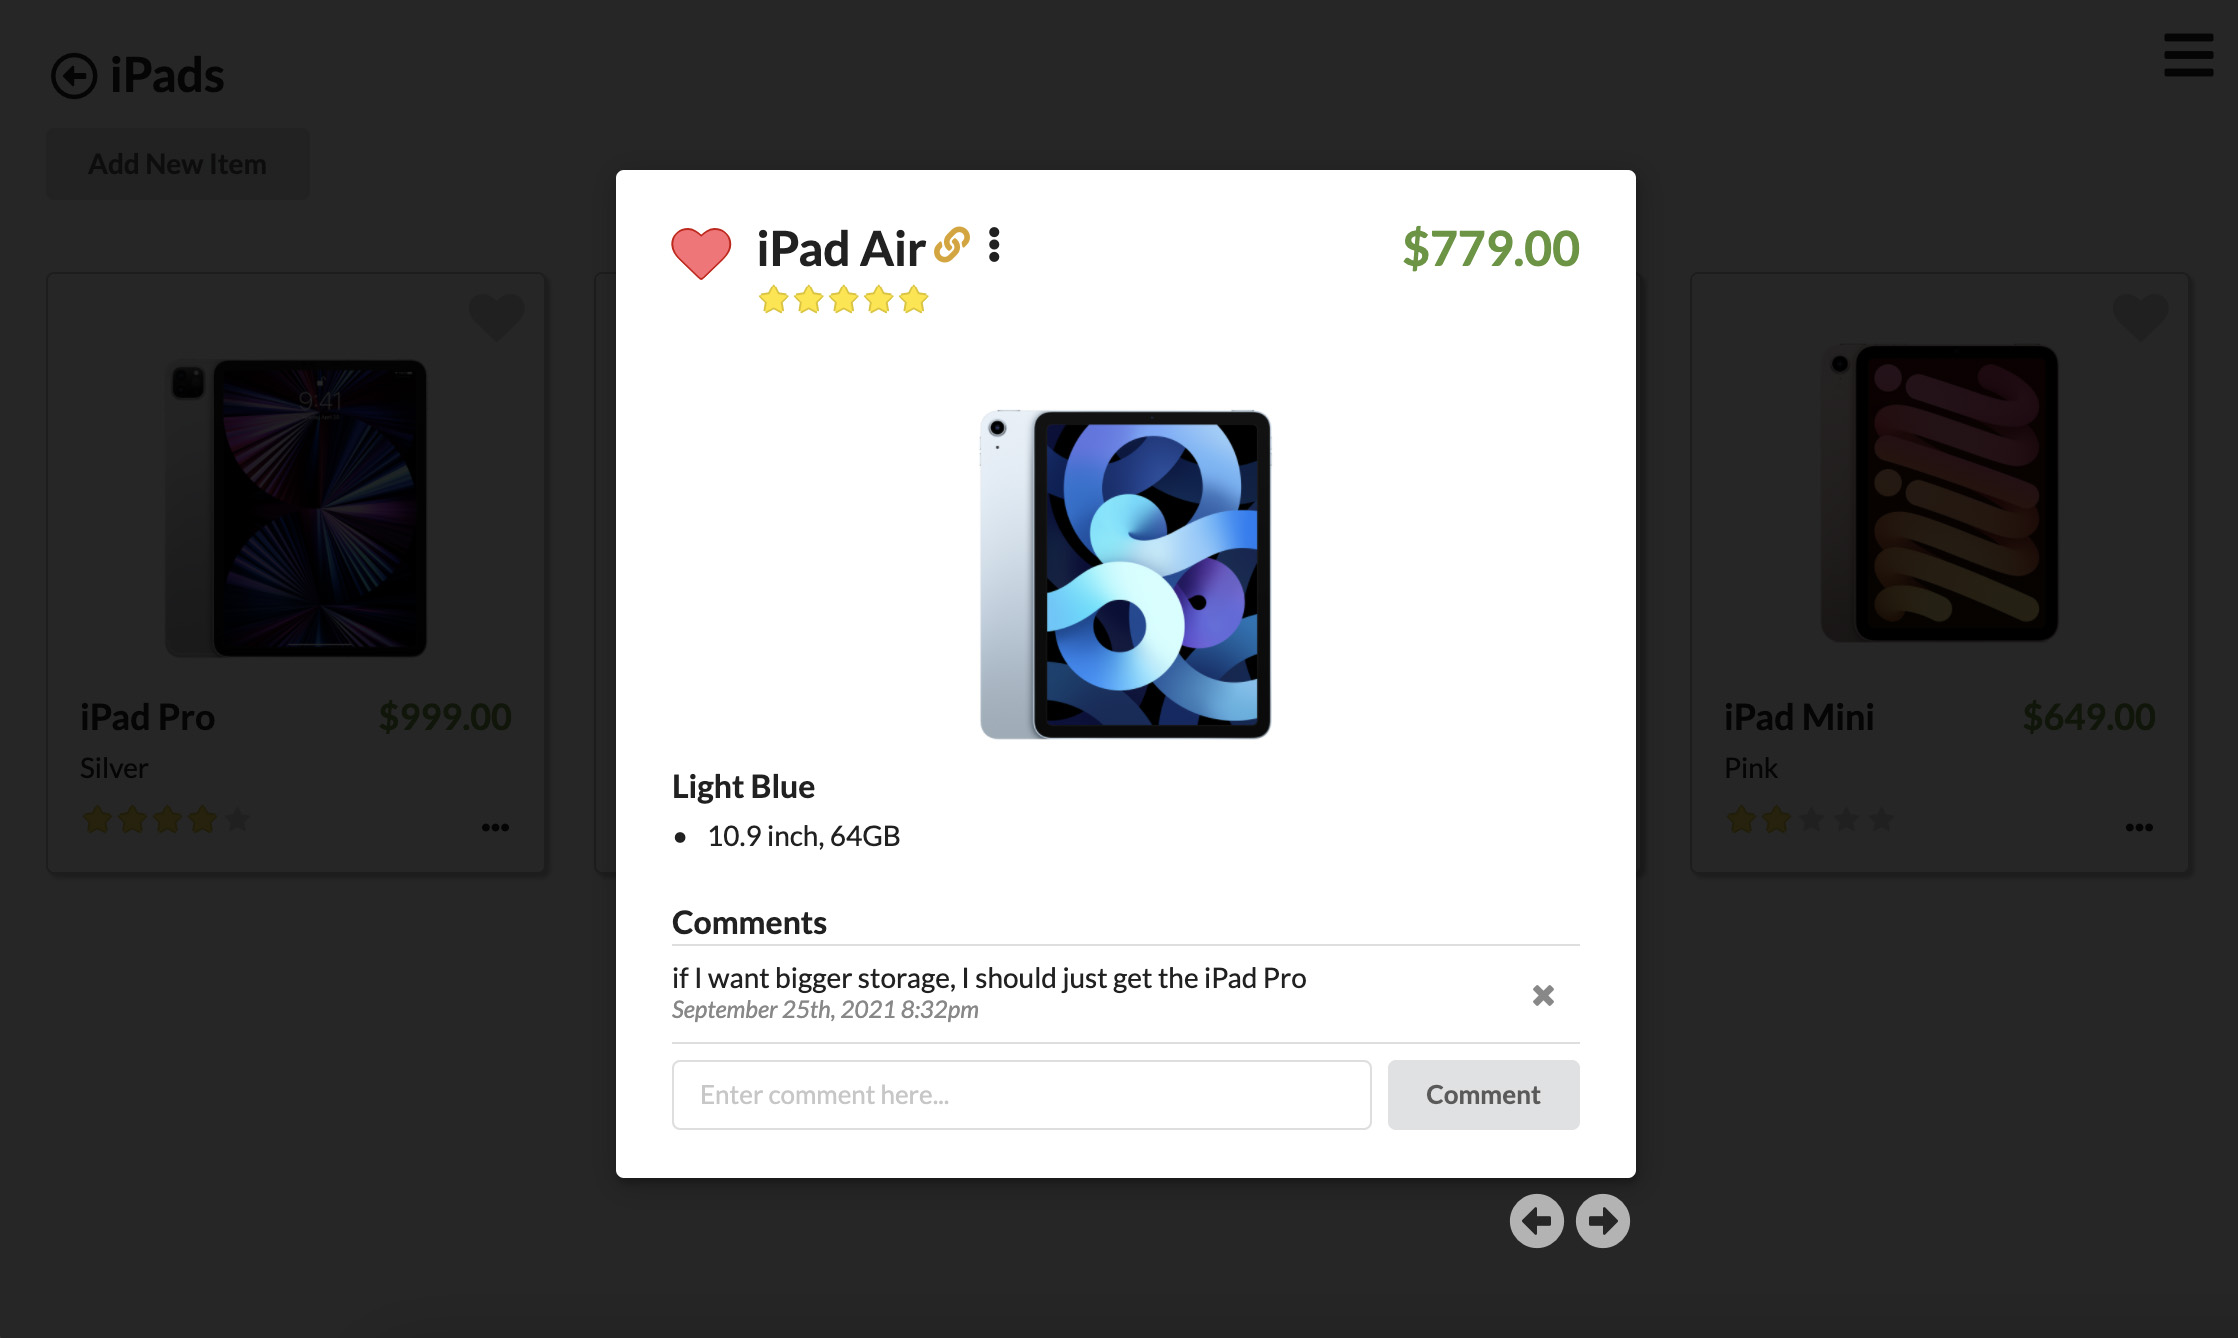 iPads
Add New Item
iPad Air
$779.00
9:41
iPad Pro
$999.00
Silver
iPad Mini
$649.00
Pink
Light Blue
• 10.9 inch, 64GB
Comments
if I want bigger storage, I should just get the iPad Pro
September 25th, 2021 8:32pm
Enter comment here...
Comment